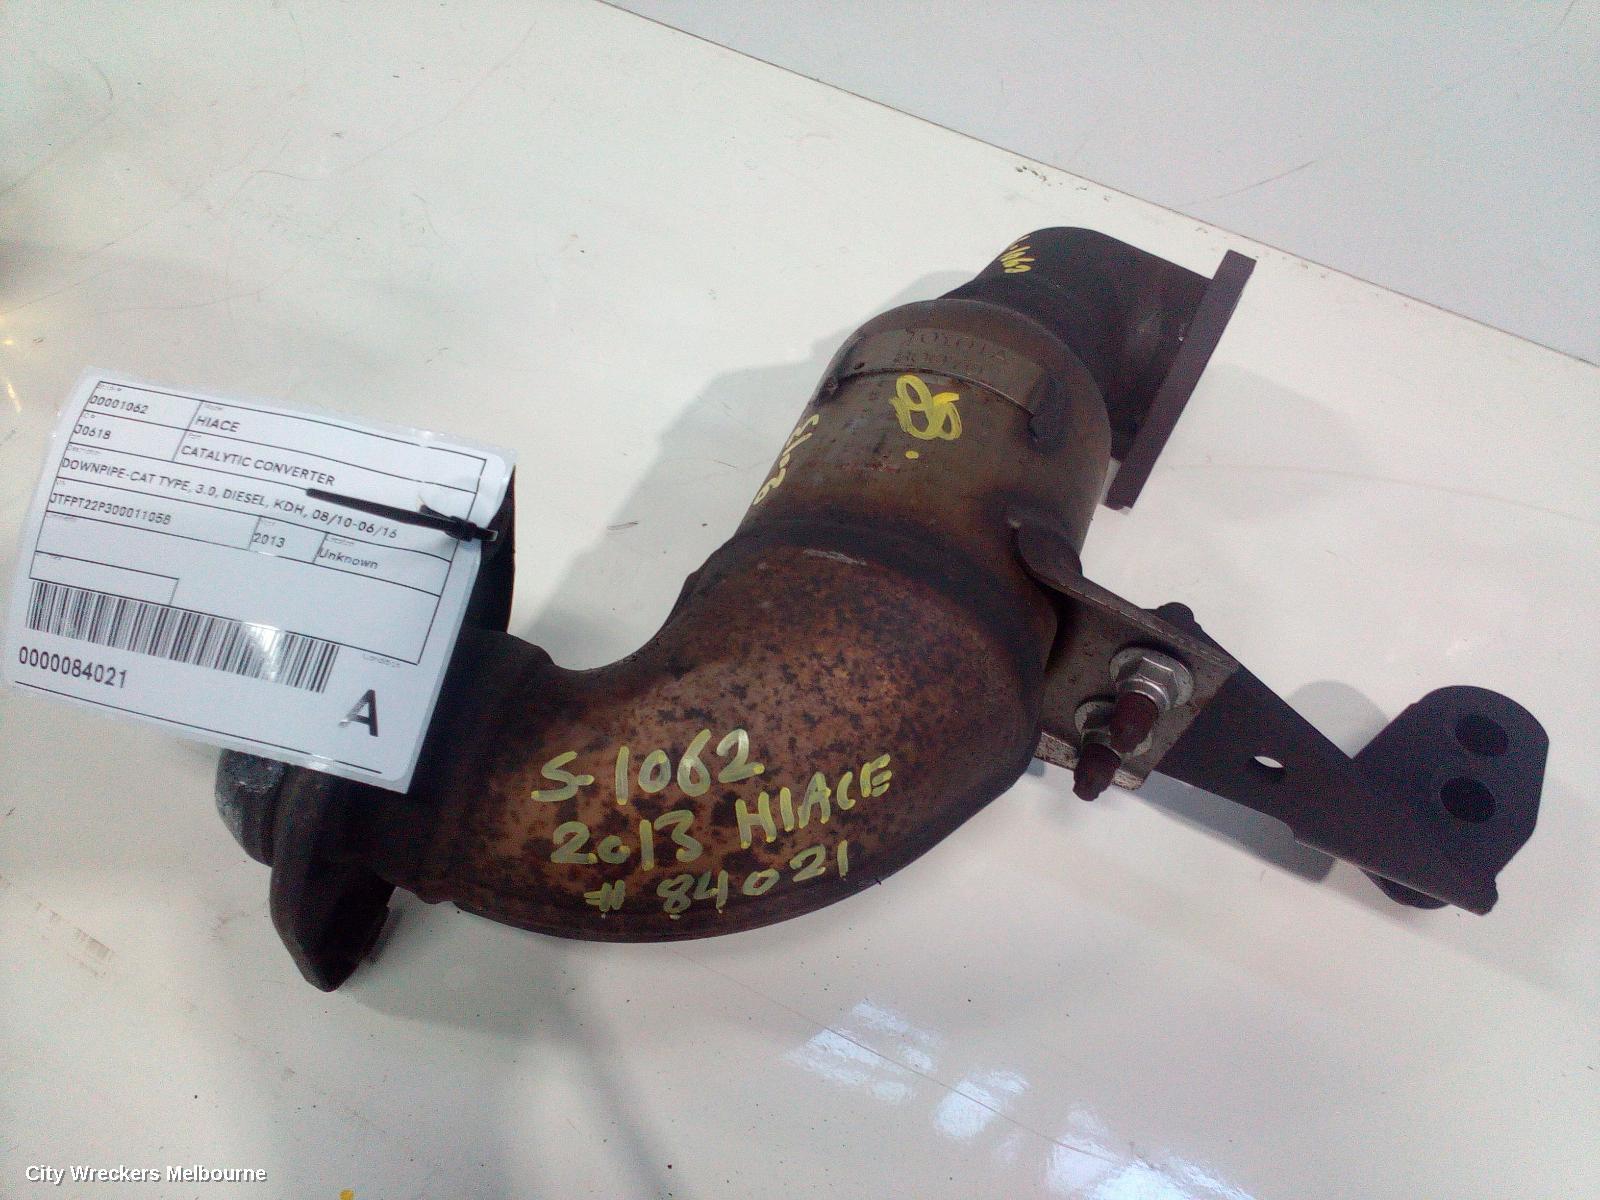 00001062
HIACE
J0618
CATALYTIC CONVERTER
DOWNPIPE-CAT TYPE, 3.0, DIESEL, KDH, 08/10-06/16
JTFPT22P300011058
2013
Unknown
0000084021
A
TOYOTA
S-1062
2013 HIACE
# 84021
City Wreckers Melbourne